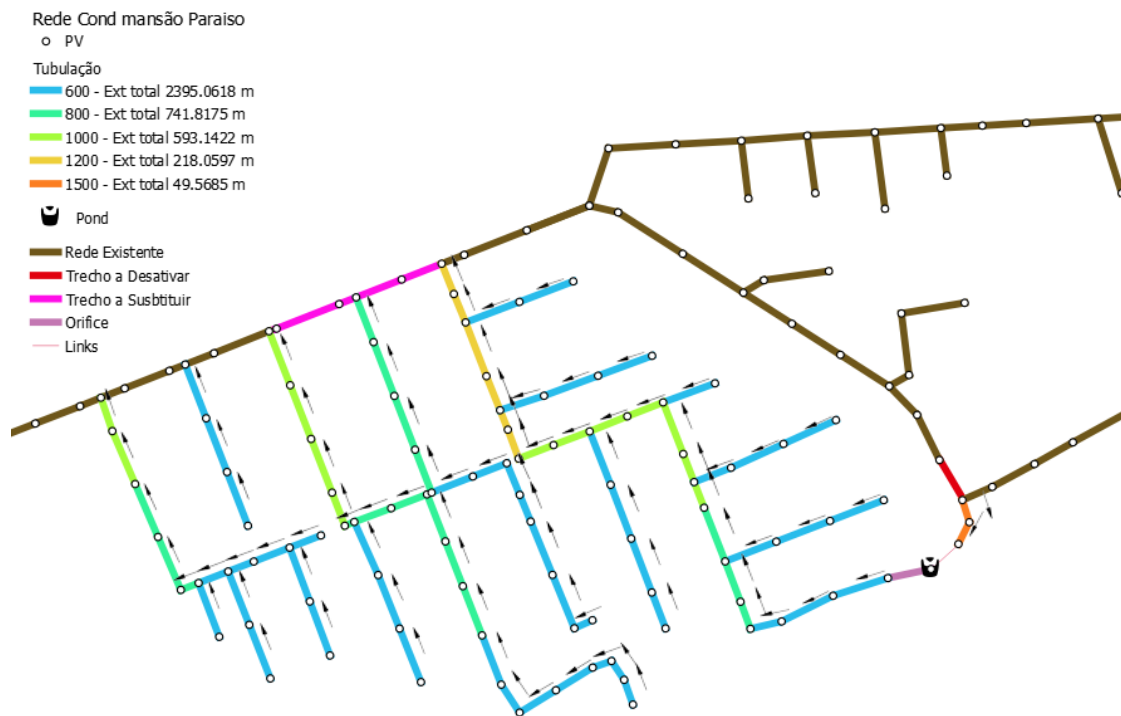 Rede Cond mansão Paraiso
PV
Tubulação
600 - Ext total 2395.0618 m
800 - Ext total 741.8175 m
1000 - Ext total 593.1422 m
1200 - Ext total 218.0597 m
1500 - Ext total 49.5685 m
Pond
Rede Existente
Trecho a Desativar
Trecho a Susbtituir
Orifice
Links